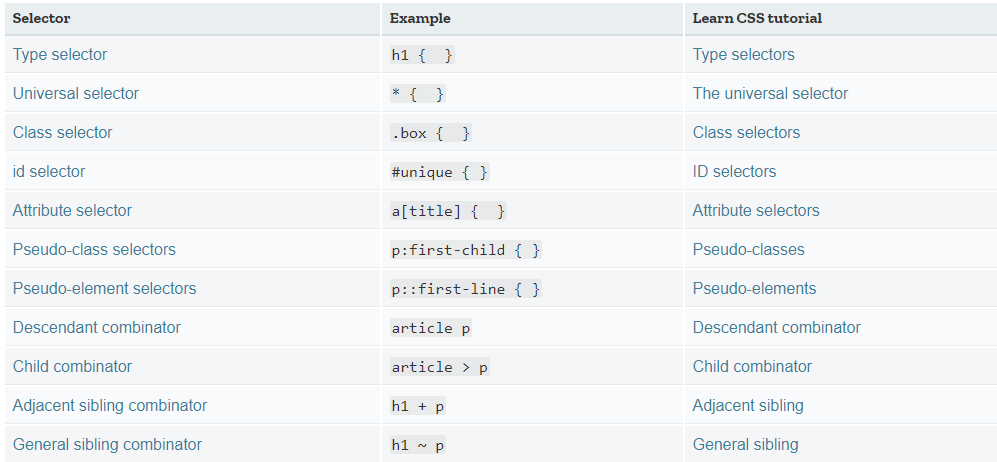 Selector Example Learn CSS tutorial
Type selector h1 {  } Type selectors
Universal selector * {  } The universal selector
Class selector .box {  } Class selectors
id selector #unique { } ID selectors
Attribute selector a[title] {  } Attribute selectors
Pseudo-class selectors p:first-child { } Pseudo-classes
Pseudo-element selectors p::first-line { } Pseudo-elements
Descendant combinator article p Descendant combinator
Child combinator article > p Child combinator
Adjacent sibling combinator h1 + p Adjacent sibling
General sibling combinator h1 ~ p General sibling